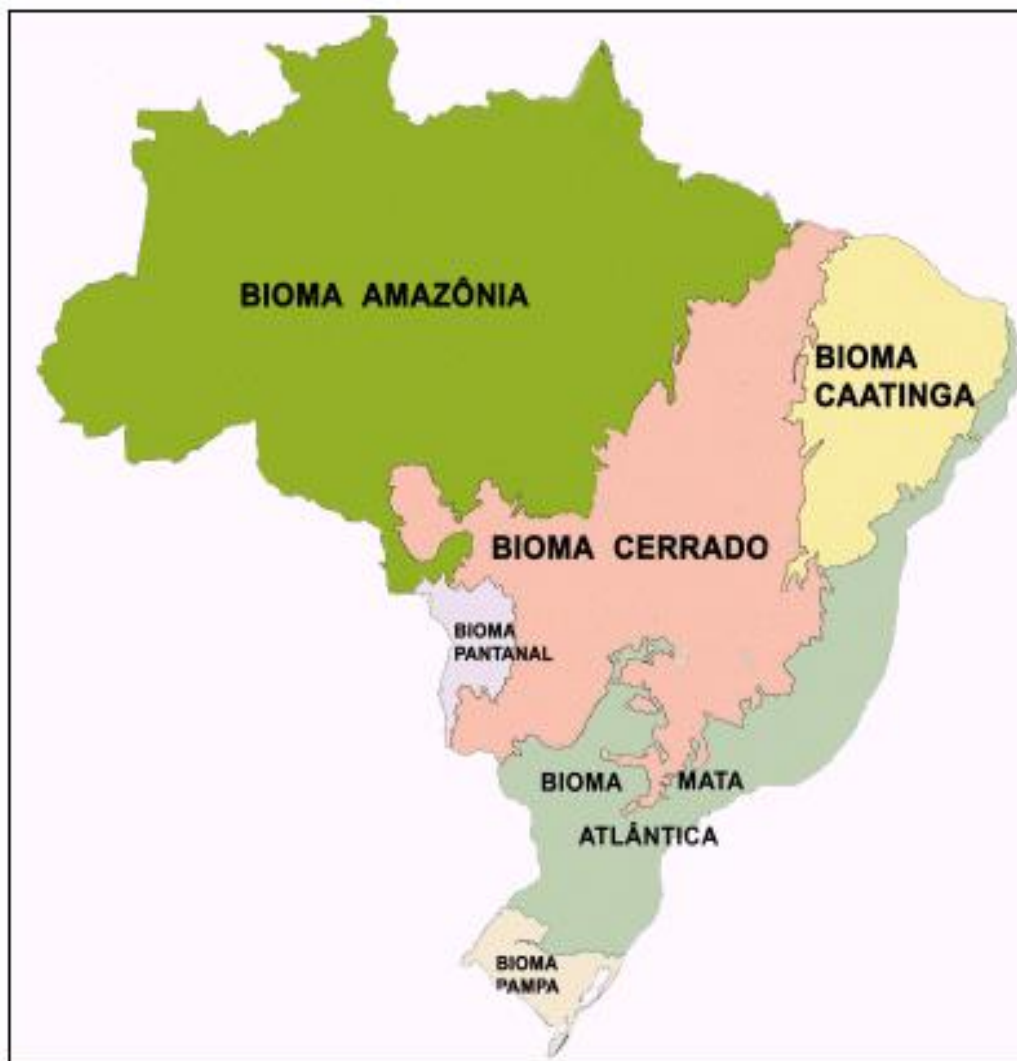 BIOMA AMAZÔNIA
BIOMA
CAATINGA
BIOMA CERRADO
BIOMA
PANTANAL
BIOMA MATA
ATLÂNTICA
BIOMA
PAMPA